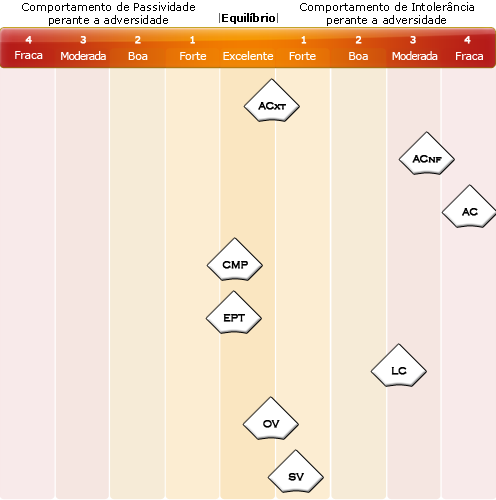 Comportamento de Passividade
perante a adversidade
|Equilíbrio|
Comportamento de Intolerância
perante a adversidade
4 3 2 1 1 2 3 4
Fraca Moderada Boa Forte Excelente Forte Boa Moderada Fraca
ACXT
ACNF
AC
CMP
EPT
LC
OV
SV